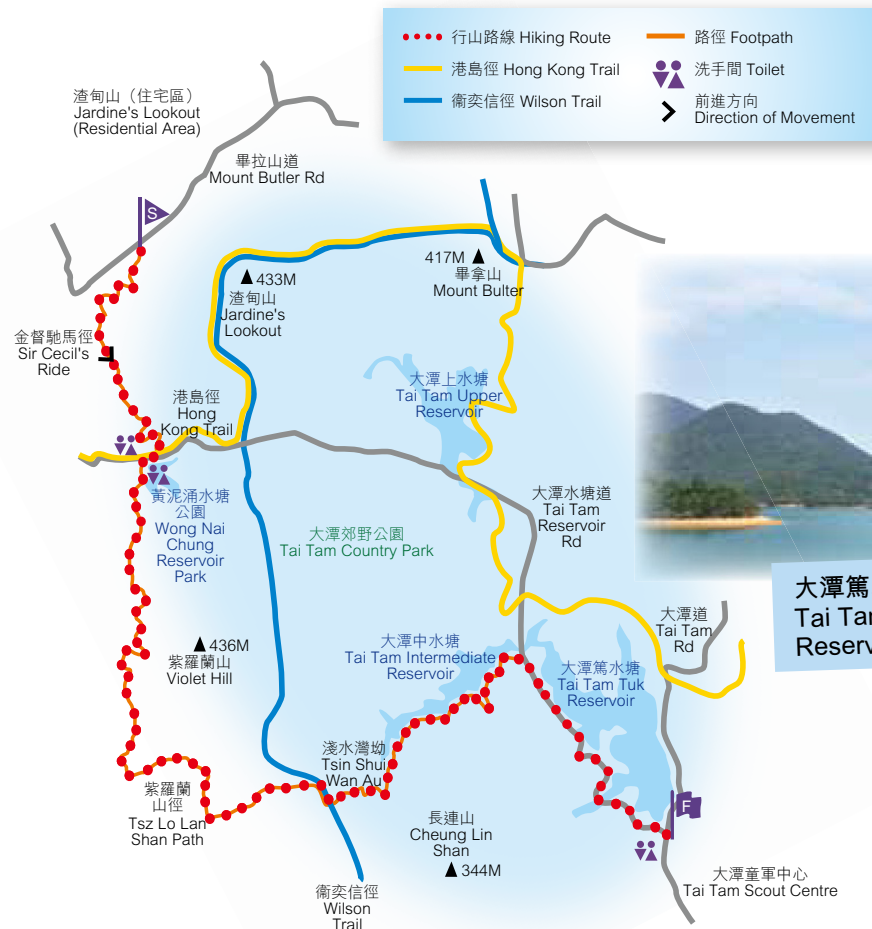 行山路線 Hiking Route
路徑 Footpath
港島徑 Hong Kong Trail
洗手間 Toilet
衞奕信徑 Wilson Trail
前進方向
Direction of Movement
渣甸山（住宅區）
Jardine's Lookout
(Residential Area)
畢拉山道
Mount Butler Rd
S
433M
渣甸山
Jardine's
Lookout
417M
畢拿山
Mount Bulter
金督馳馬徑
Sir Cecil's
Ride
港島徑
Hong
Kong Trail
大潭上水塘
Tai Tam Upper
Reservoir
黃泥涌水塘
公園
Wong Nai
Chung
Reservoir
Park
大潭郊野公園
Tai Tam Country Park
大潭水塘道
Tai Tam
Reservoir
Rd
大潭篤
Tai Ta
Reserv
大潭道
Tai Tam
Rd
436M
紫羅蘭山
Violet Hill
大潭中水塘
Tai Tam Intermediate
Reservoir
大潭篤水塘
Tai Tam Tuk
Reservoir
淺水灣坳
Tsin Shui
Wan Au
紫羅蘭
山徑
Tsz Lo Lan
Shan Path
F
長連山
Cheung Lin
Shan
344M
大潭童軍中心
Tai Tam Scout Centre
衞奕信徑
Wilson
Trail